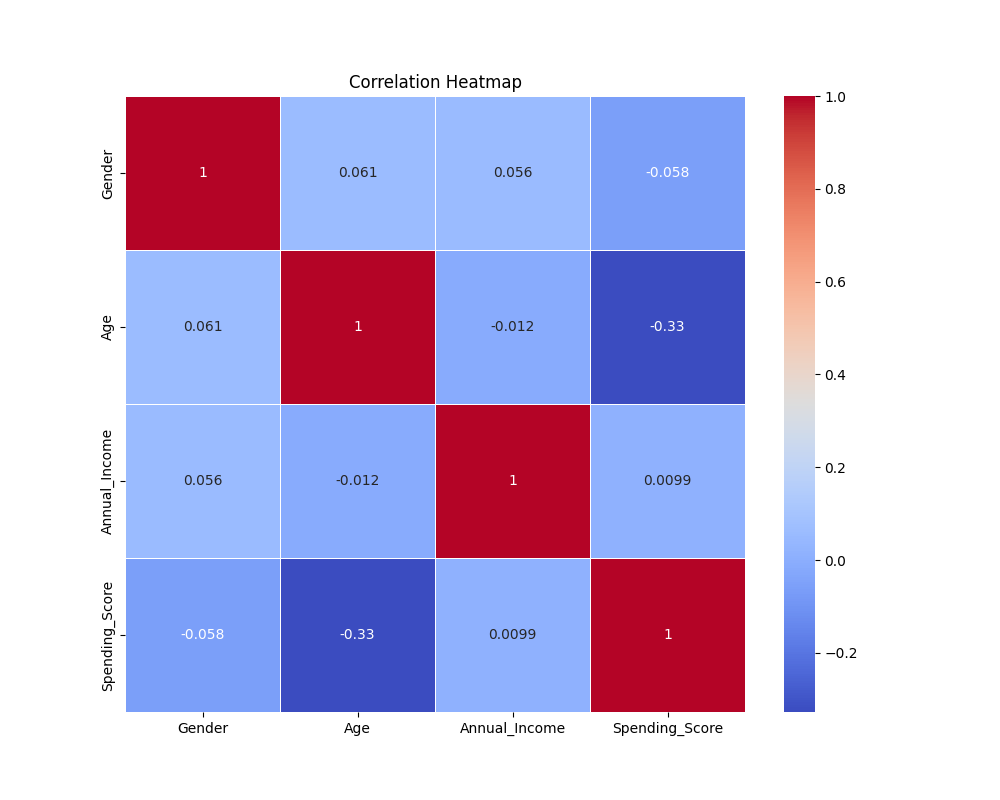 Correlation Heatmap
Gender
1
0.061
0.056
-0.058
Age
0.061
1
-0.012
-0.33
Annual_Income
0.056
-0.012
1
0.0099
Spending_Score
-0.058
-0.33
0.0099
1
Gender
Age
Annual_Income
Spending_Score
1.0
0.8
0.6
0.4
0.2
0.0
−0.2